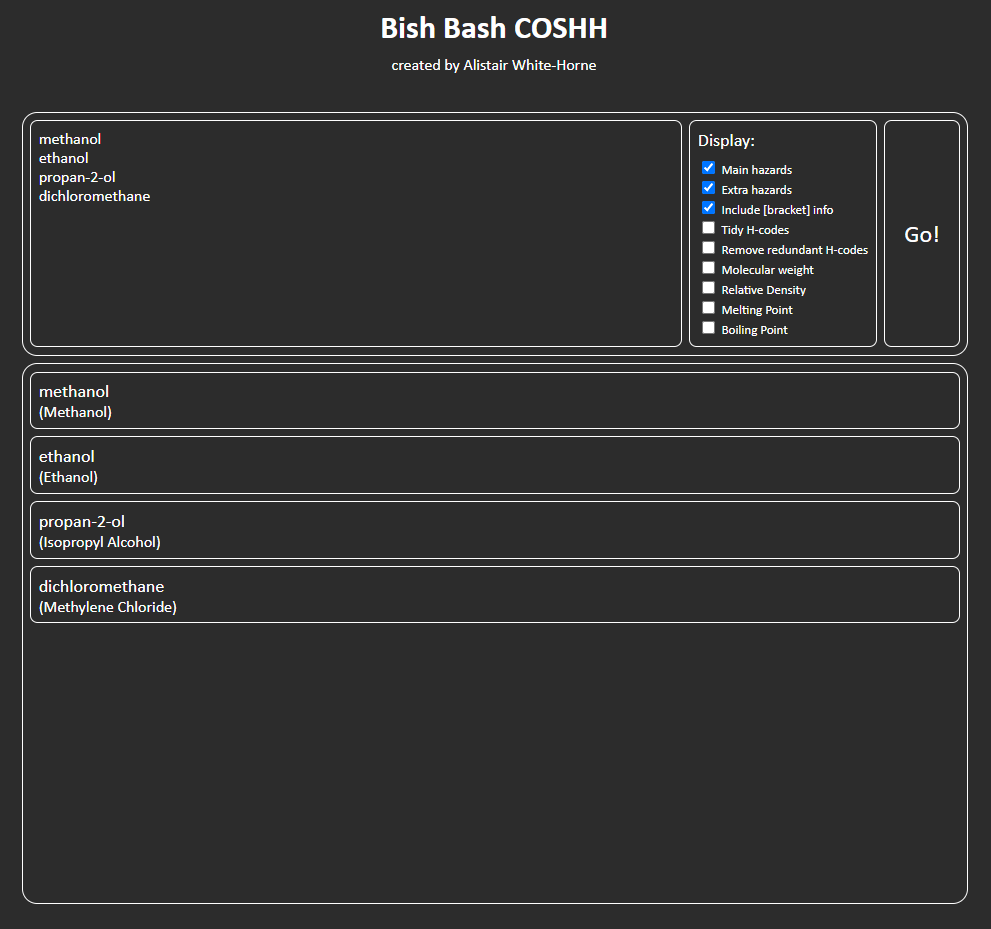 Bish Bash COSHH
created by Alistair White-Horne
methanol
ethanol
propan-2-ol
dichloromethane
Display:
Main hazards
Extra hazards
Include [bracket] info
Tidy H-codes
Remove redundant H-codes
Molecular weight
Relative Density
Melting Point
Boiling Point
Go!
methanol
(Methanol)
ethanol
(Ethanol)
propan-2-ol
(Isopropyl Alcohol)
dichloromethane
(Methylene Chloride)